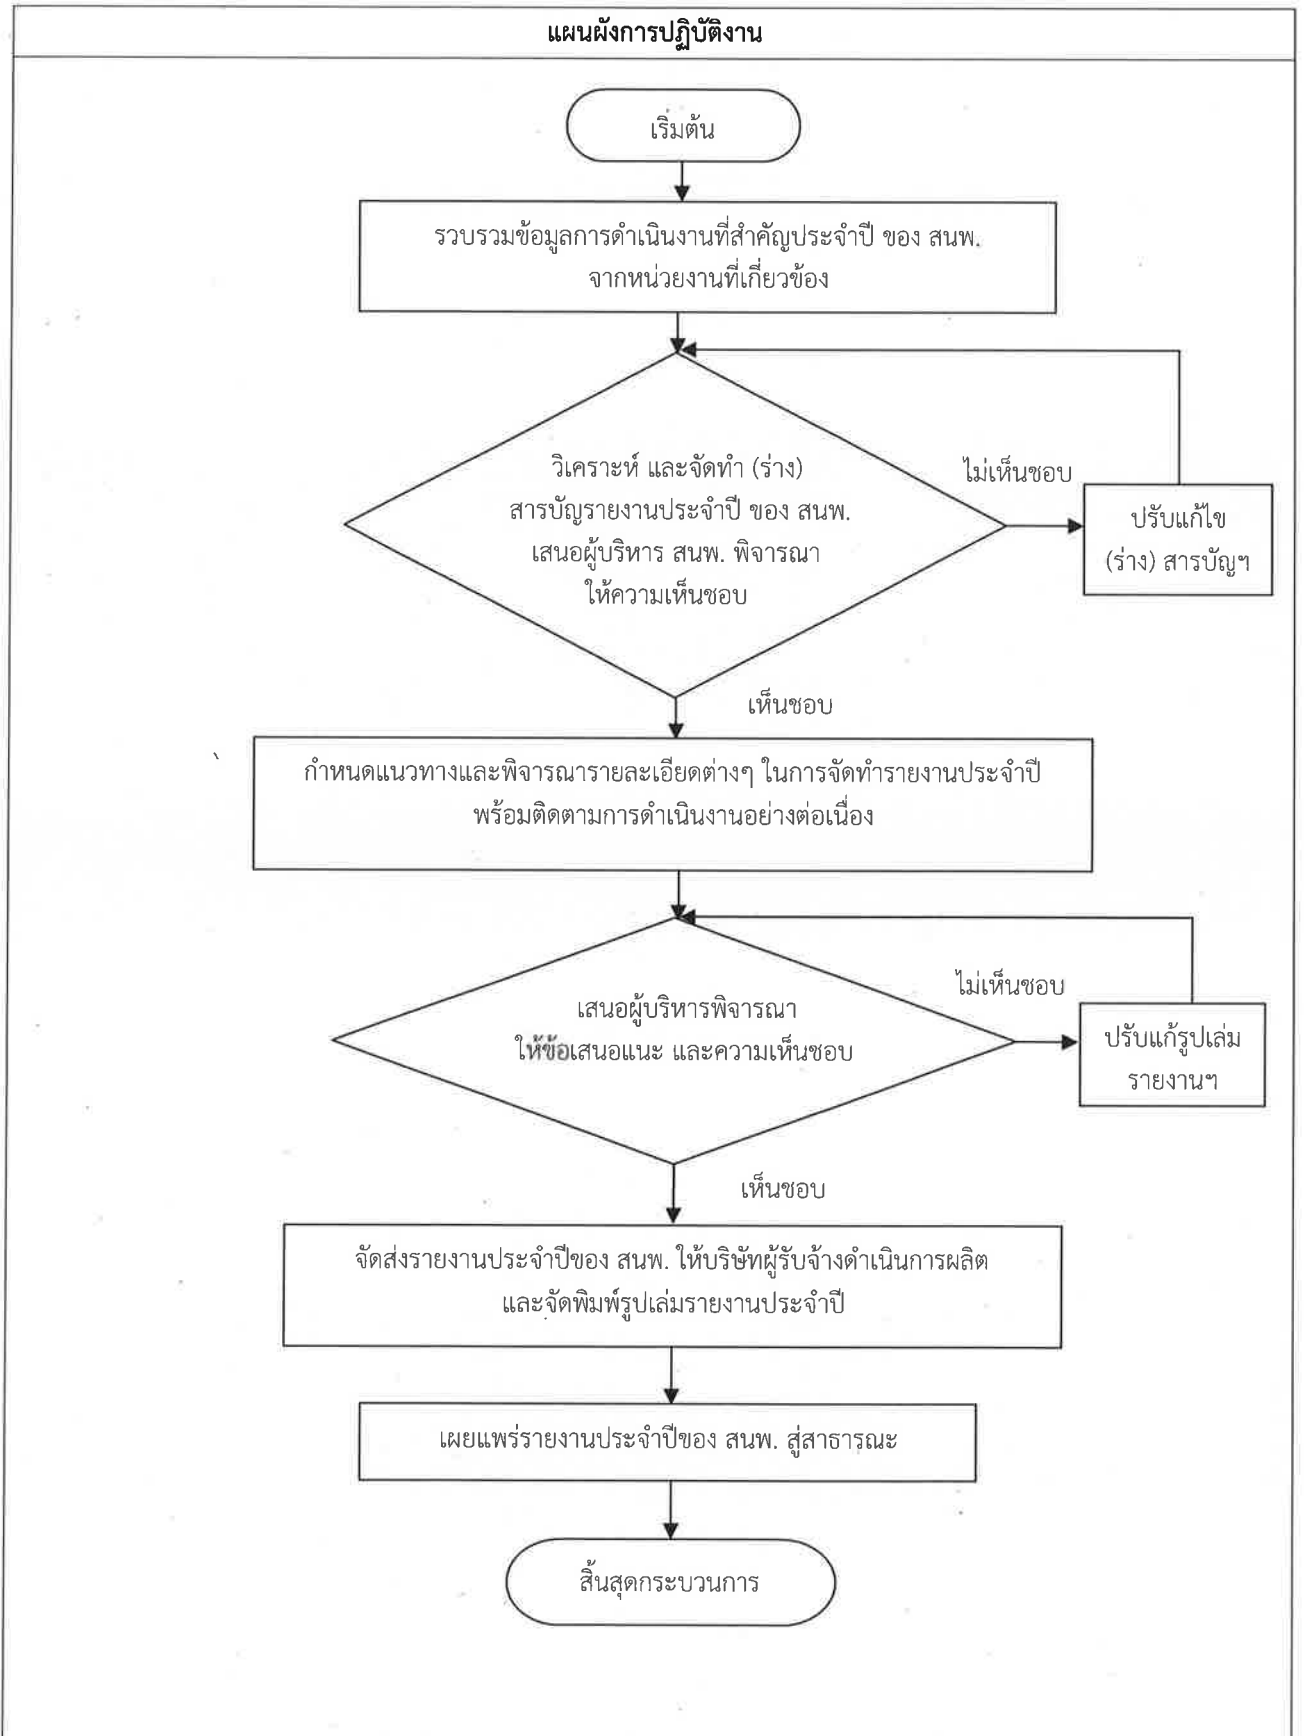 แผนผังการปฏิบัติงาน
เริ่มต้น
รวบรวมข้อมูลการดำเนินงานที่สำคัญประจำปี ของ สนพ.
จากหน่วยงานที่เกี่ยวข้อง
วิเคราะห์ และจัดทำ (ร่าง)
สารบัญรายงานประจำปี ของ สนพ.
เสนอผู้บริหาร สนพ. พิจารณา
ให้ความเห็นชอบ
ไม่เห็นชอบ
ปรับแก้ไข
(ร่าง) สารบัญฯ
เห็นชอบ
กำหนดแนวทางและพิจารณารายละเอียดต่างๆ ในการจัดทำรายงานประจำปี
พร้อมติดตามการดำเนินงานอย่างต่อเนื่อง
เสนอผู้บริหารพิจารณา
ให้ข้อเสนอแนะ และความเห็นชอบ
ไม่เห็นชอบ
ปรับแก้รูปเล่ม
รายงานฯ
เห็นชอบ
จัดส่งรายงานประจำปีของ สนพ. ให้บริษัทผู้รับจ้างดำเนินการผลิต
และจัดพิมพ์รูปเล่มรายงานประจำปี
เผยแพร่รายงานประจำปีของ สนพ. สู่สาธารณะ
สิ้นสุดกระบวนการ